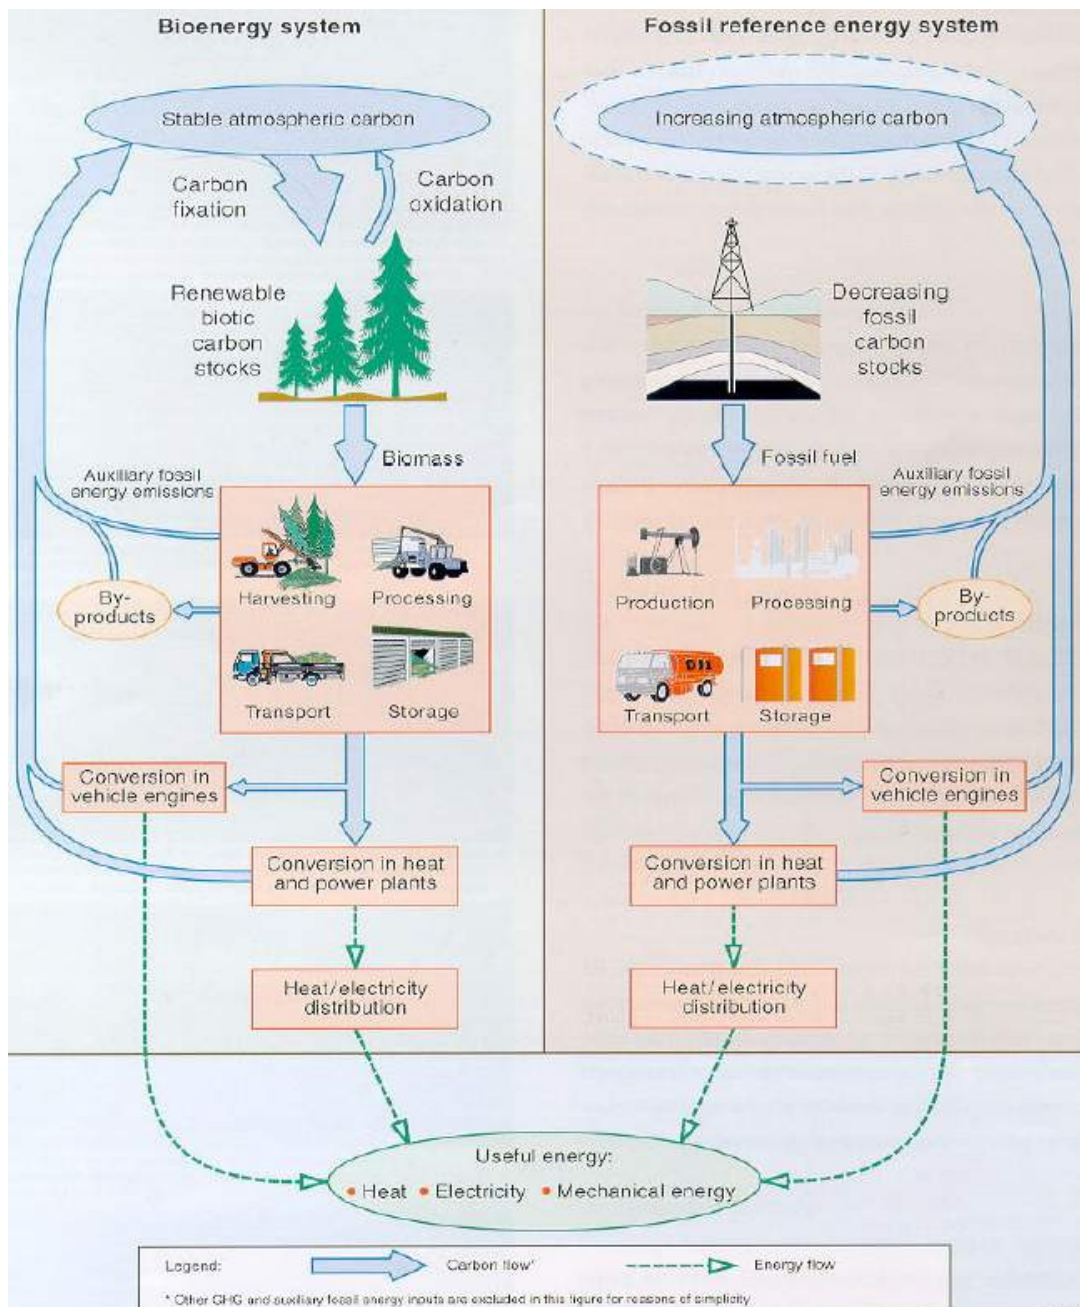 Bioenergy system
Stable atmospheric carbon
Carbon
fixation
Carbon
oxidation
Renewable
biotic
carbon
stocks
Biomass
Auxiliary fossil
energy emissions
By-
products
Harvesting
Processing
Transport
Storage
Conversion in
vehicle engines
Conversion in heat
and power plants
Heat/electricity
distribution
Fossil reference energy system
Increasing atmospheric carbon
Decreasing
fossil
carbon
stocks
Fossil fuel
Auxiliary fossil
energy emissions
Production
Processing
OIL
Transport
Storage
By-
products
Conversion in
vehicle engines
Conversion in heat
and power plants
Heat/electricity
distribution
Useful energy:
• Heat • Electricity • Mechanical energy
Legend: Carbon flow* Energy flow
* Other GHG and auxiliary fossil energy inputs are excluded in this figure for reasons of simplicity